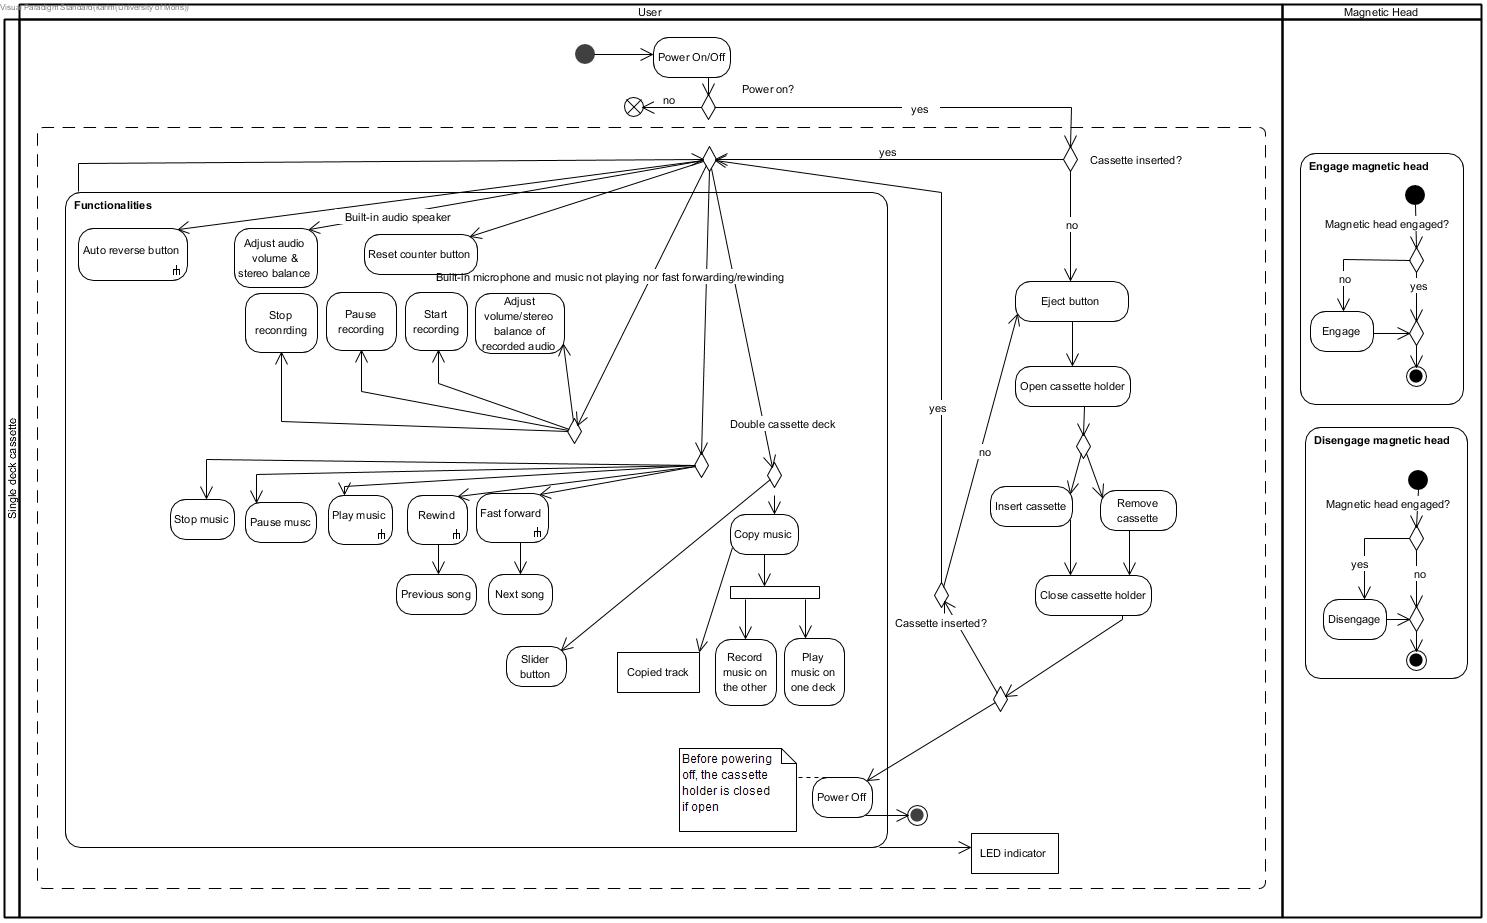 Visual Paradigm Standard(karim(University of Mons))
User
Magnetic Head
Single deck cassette
Power On/Off
Power on?
no
yes
yes
Cassette inserted?
Functionalities
Built-in audio speaker
Auto reverse button
Adjust audio
volume &
stereo balance
Reset counter button
no
Built-in microphone and music not playing nor fast forwarding/rewinding
Stop
reconrding
Pause
recording
Start
recording
Adjust
volume/stereo
balance of
recorded audio
Eject button
Open cassette holder
yes
Double cassette deck
no
Stop music
Pause musc
Play music
Rewind
Fast forward
Copy music
Insert cassette
Remove
cassette
Previous song
Next song
Close cassette holder
Cassette inserted?
Slider
button
Copied track
Record
music on
the other
Play
music on
one deck
Before powering
off, the cassette
holder is closed
if open
Power Off
LED indicator
Engage magnetic head
Magnetic head engaged?
no
yes
Engage
Disengage magnetic head
Magnetic head engaged?
yes
no
Disengage